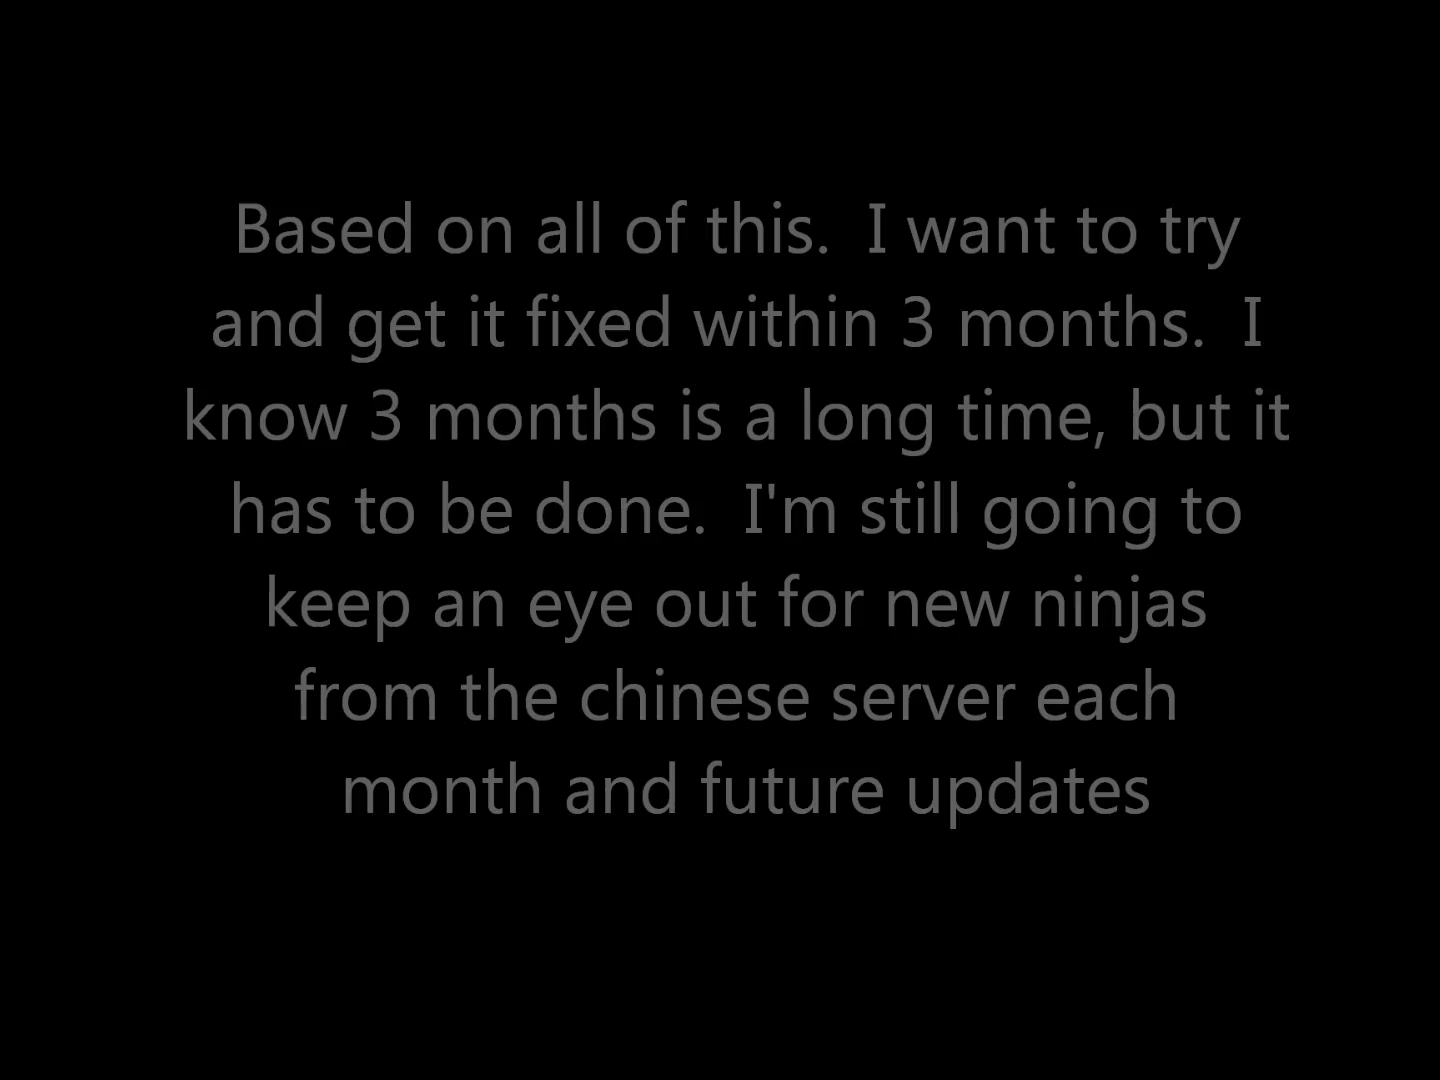 Based on all of this.  I want to try
and get it fixed within 3 months.  I
know 3 months is a long time, but it
has to be done.  I'm still going to
keep an eye out for new ninjas
from the chinese server each
month and future updates